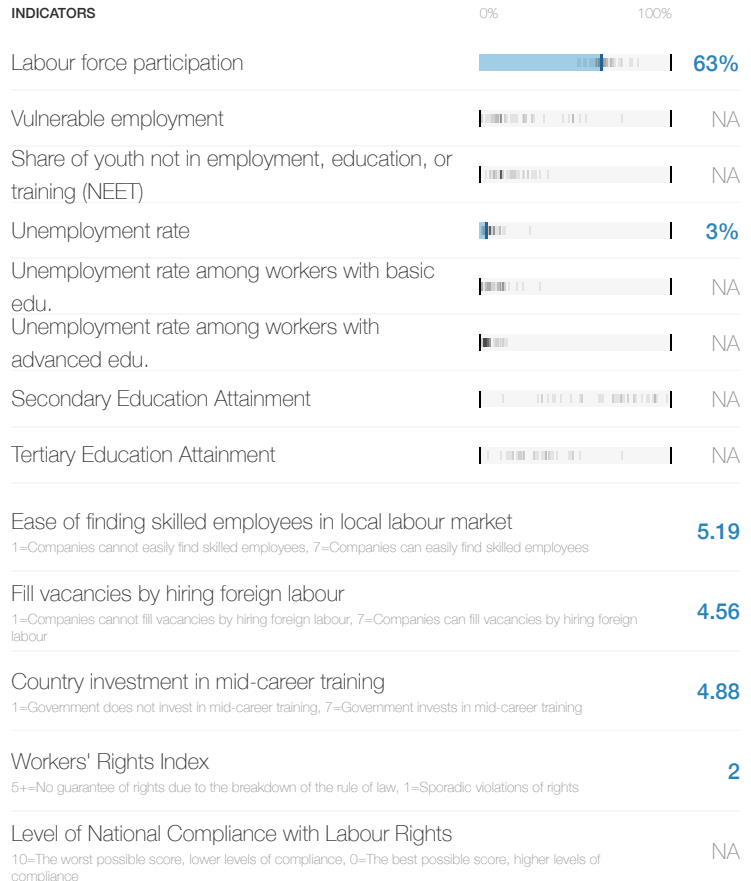 INDICATORS 0% 100%
Labour force participation 63%
Vulnerable employment NA
Share of youth not in employment, education, or
training (NEET) NA
Unemployment rate 3%
Unemployment rate among workers with basic
edu. NA
Unemployment rate among workers with
advanced edu. NA
Secondary Education Attainment NA
Tertiary Education Attainment NA
Ease of finding skilled employees in local labour market 5.19
1=Companies cannot easily find skilled employees, 7=Companies can easily find skilled employees
Fill vacancies by hiring foreign labour 4.56
1=Companies cannot fill vacancies by hiring foreign labour, 7=Companies can fill vacancies by hiring foreign
labour
Country investment in mid-career training 4.88
1=Government does not invest in mid-career training, 7=Government invests in mid-career training
Workers' Rights Index 2
5+=No guarantee of rights due to the breakdown of the rule of law, 1=Sporadic violations of rights
Level of National Compliance with Labour Rights NA
10=The worst possible score, lower levels of compliance, 0=The best possible score, higher levels of
compliance